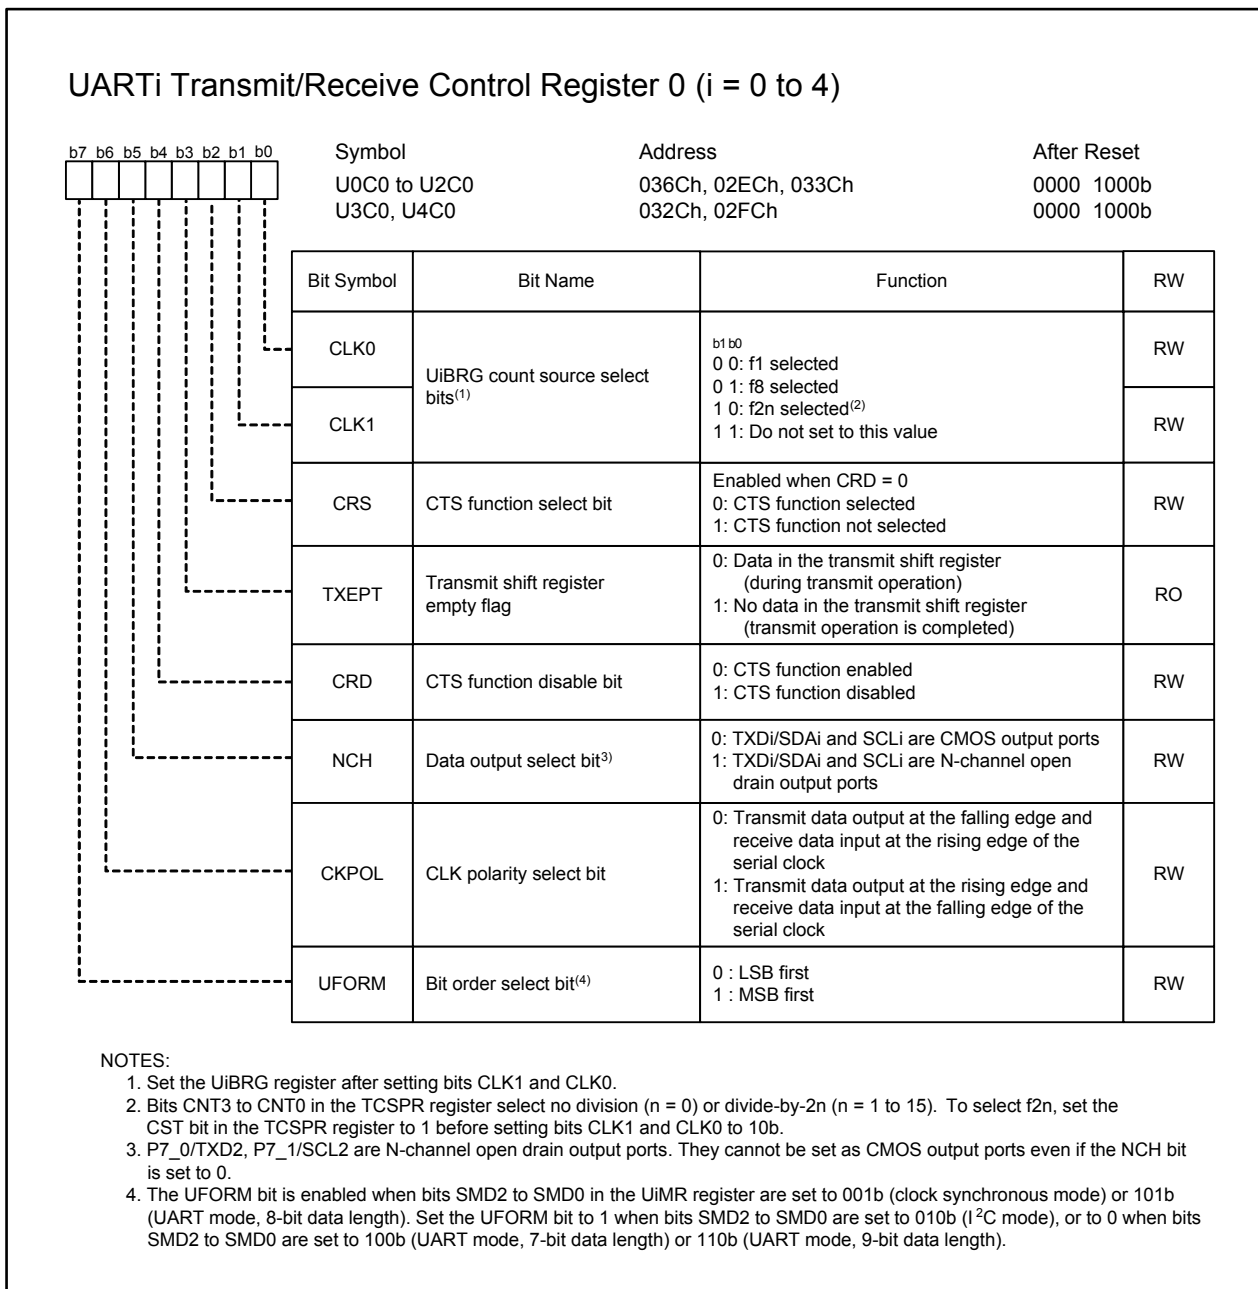 UARTi Transmit/Receive Control Register 0 (i = 0 to 4)
b7 b6 b5 b4 b3 b2 b1 b0
Symbol Address After Reset
U0C0 to U2C0 036Ch, 02ECh, 033Ch 0000 1000b
U3C0, U4C0 032Ch, 02FCh 0000 1000b
Bit Symbol Bit Name Function RW
CLK0 RW
CLK1 RW
UiBRG count source select
bits(1)
b1 b0
0 0: f1 selected
0 1: f8 selected
1 0: f2n selected(2)
1 1: Do not set to this value
CRS CTS function select bit RW
Enabled when CRD = 0
0: CTS function selected
1: CTS function not selected
TXEPT RO
Transmit shift register
empty flag
0: Data in the transmit shift register
(during transmit operation)
1: No data in the transmit shift register
(transmit operation is completed)
CRD CTS function disable bit RW
0: CTS function enabled
1: CTS function disabled
NCH Data output select bit3) RW
0: TXDi/SDAi and SCLi are CMOS output ports
1: TXDi/SDAi and SCLi are N-channel open
drain output ports
CKPOL CLK polarity select bit RW
0: Transmit data output at the falling edge and
receive data input at the rising edge of the
serial clock
1: Transmit data output at the rising edge and
receive data input at the falling edge of the
serial clock
UFORM Bit order select bit(4) RW
0 : LSB first
1 : MSB first
NOTES:
1. Set the UiBRG register after setting bits CLK1 and CLK0.
2. Bits CNT3 to CNT0 in the TCSPR register select no division (n = 0) or divide-by-2n (n = 1 to 15). To select f2n, set the
CST bit in the TCSPR register to 1 before setting bits CLK1 and CLK0 to 10b.
3. P7_0/TXD2, P7_1/SCL2 are N-channel open drain output ports. They cannot be set as CMOS output ports even if the NCH bit
is set to 0.
4. The UFORM bit is enabled when bits SMD2 to SMD0 in the UiMR register are set to 001b (clock synchronous mode) or 101b
(UART mode, 8-bit data length). Set the UFORM bit to 1 when bits SMD2 to SMD0 are set to 010b (I2C mode), or to 0 when bits
SMD2 to SMD0 are set to 100b (UART mode, 7-bit data length) or 110b (UART mode, 9-bit data length).